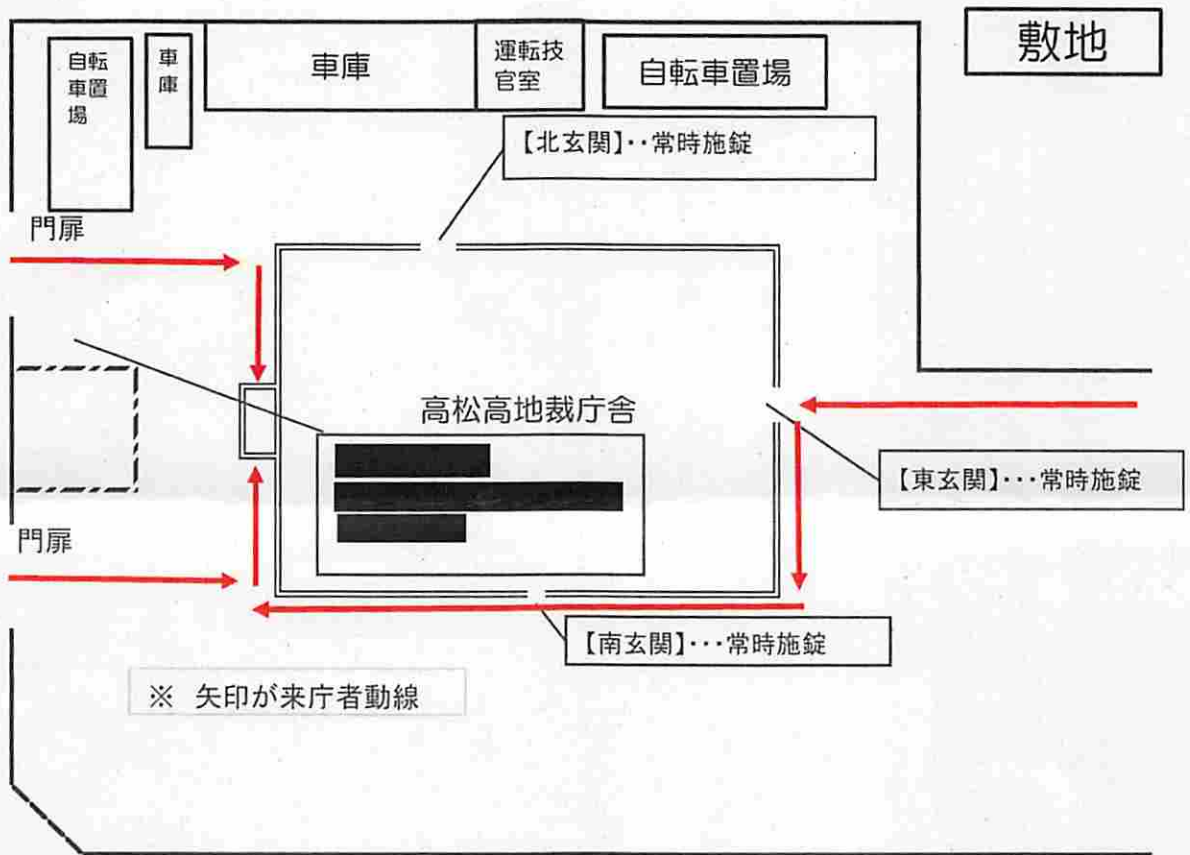 敷地
自転
車置
場
車
庫
車庫
運転技
官室
自転車置場
【北玄関】‥常時施錠
門扉
高松高地裁庁舎
【東玄関】…常時施錠
門扉
【南玄関】…常時施錠
※ 矢印が来庁者動線